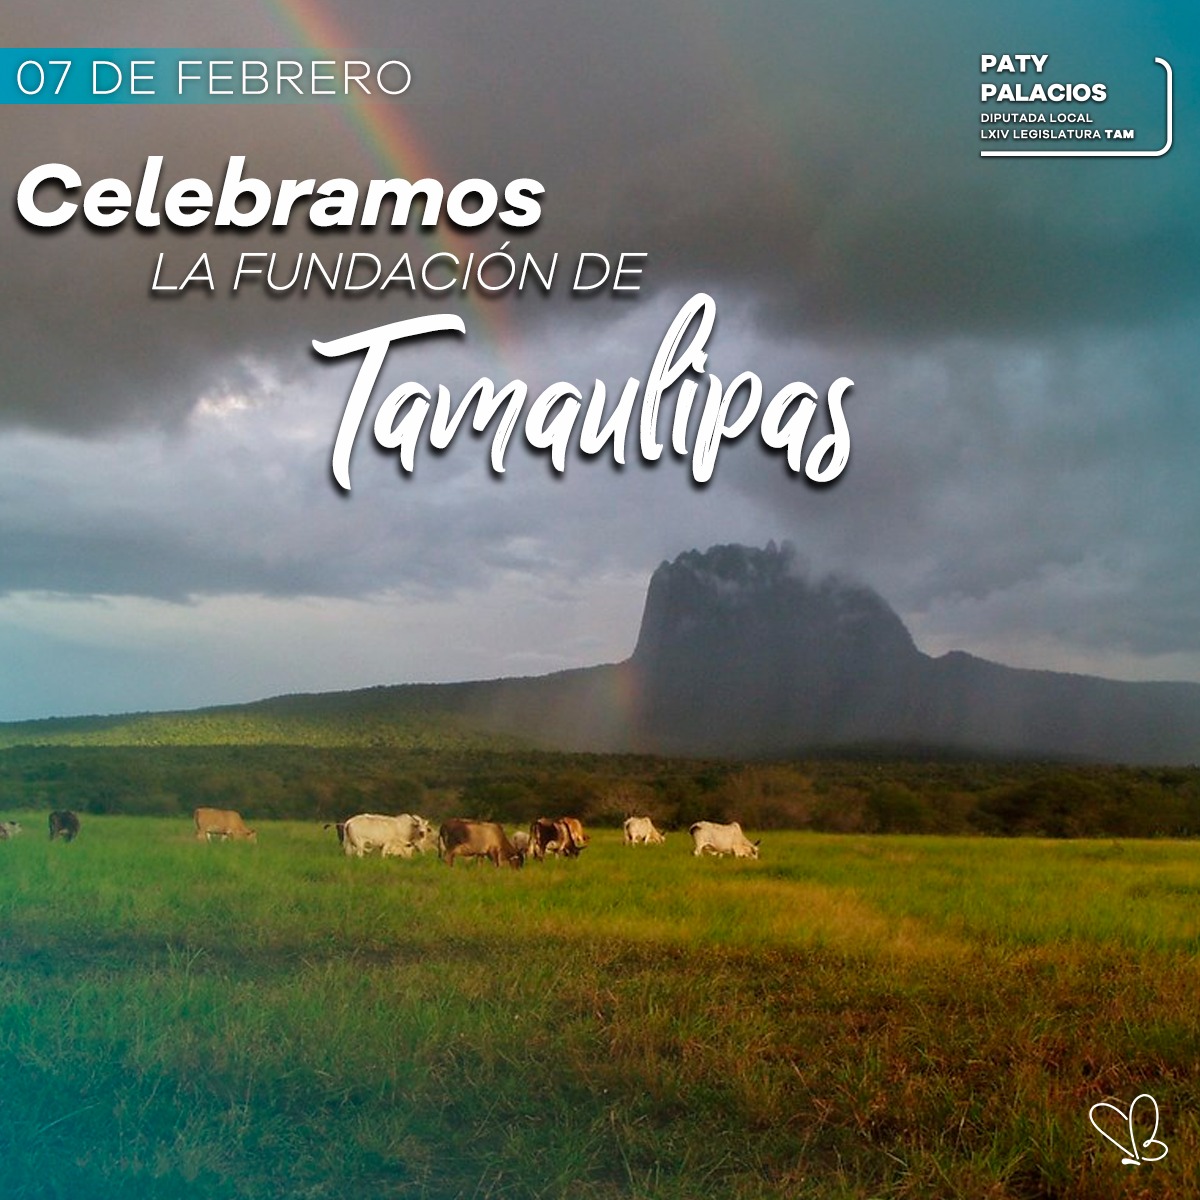 07 DE FEBRERO
PATY
PALACIOS
DIPUTADA LOCAL
LXIV LEGISLATURA TAM
Celebramos
LA FUNDACIÓN DE
Tamaulipas